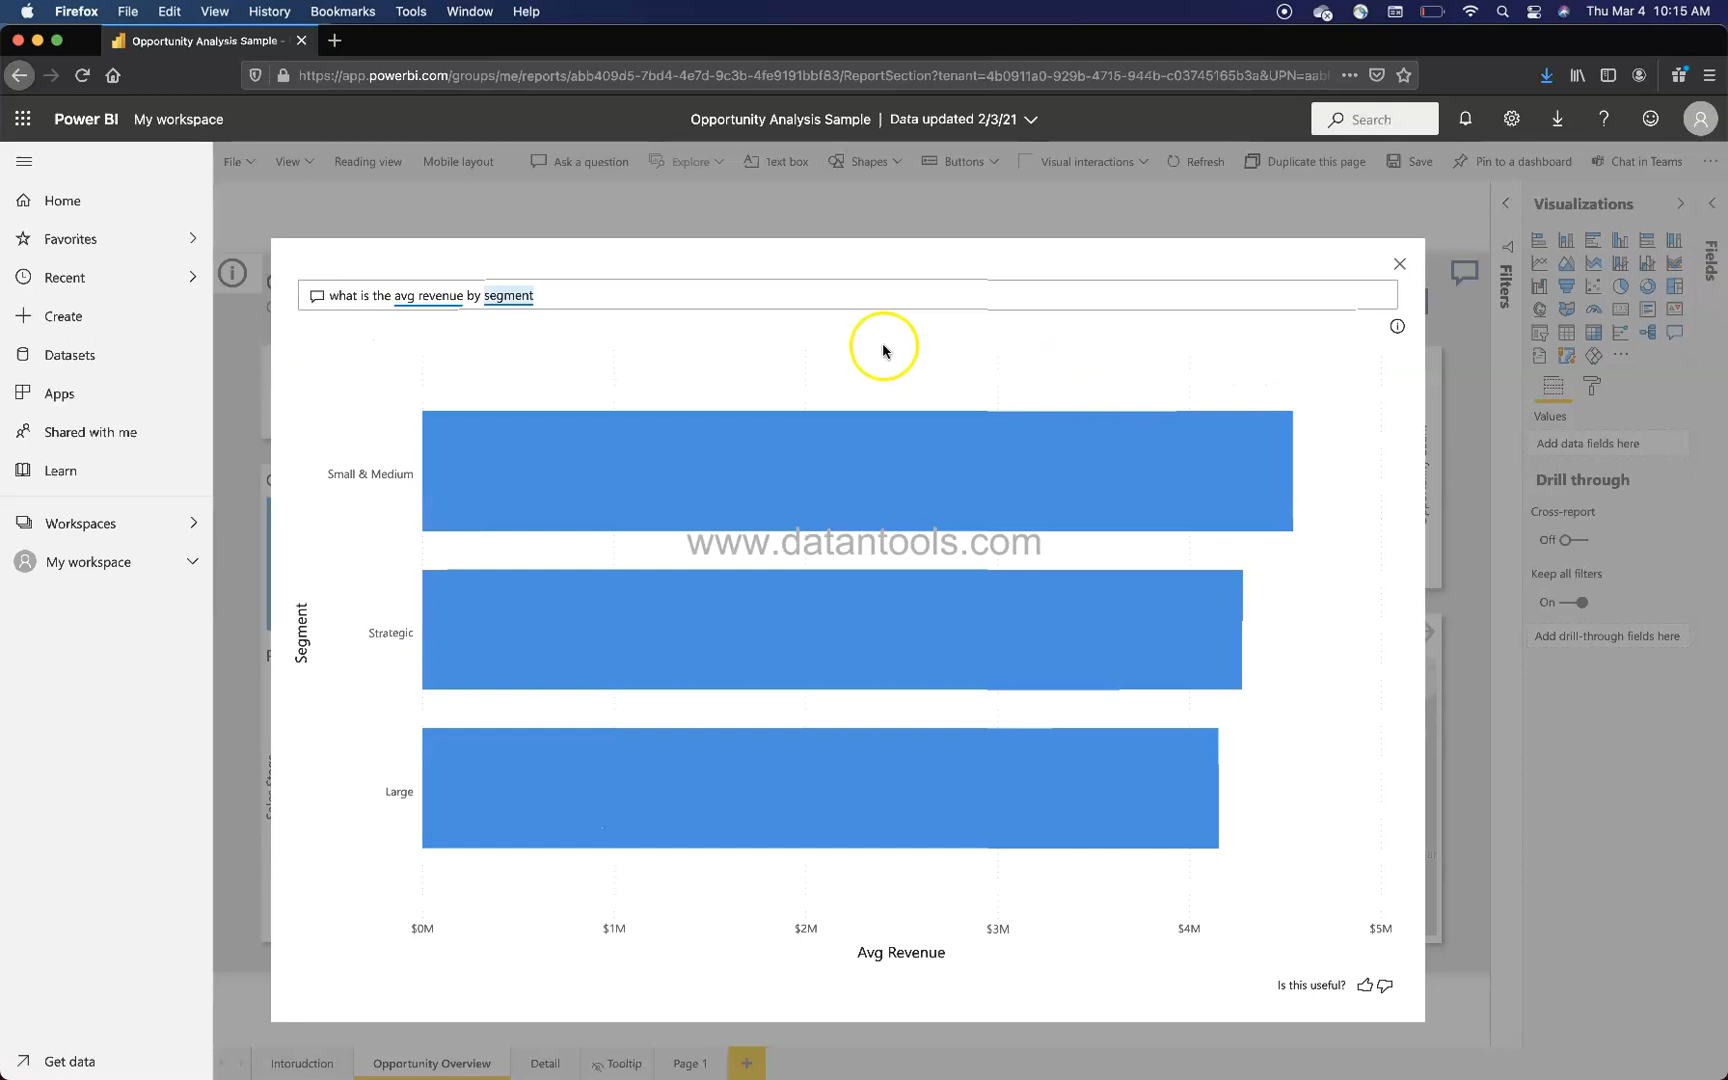 Firefox File Edit View History Bookmarks Tools Window Help Thu Mar 4 10:15 AM
Opportunity Analysis Sample -
https://app.powerbi.com/groups/me/reports/abb409d5-7bd4-4e7d-9c3b-4fe9191bbf83/ReportSection?tenant=4b0911a0-929b-4715-944b-c03745165b3a&UPN=aabl
Power BI My workspace Opportunity Analysis Sample | Data updated 2/3/21 Search
File View Reading view Mobile layout Ask a question Explore Text box Shapes Buttons Visual interactions Refresh Duplicate this page Save Pin to a dashboard Chat in Teams
Home
Favorites
Recent
Create
Datasets
Apps
Shared with me
Learn
Workspaces
My workspace
Get data
what is the avg revenue by segment
Small & Medium
www.datantools.com
Strategic
Large
Segment
$0M $1M $2M $3M $4M $5M
Avg Revenue
Is this useful?
Filters
Visualizations
Values
Add data fields here
Drill through
Cross-report
Off
Keep all filters
On
Add drill-through fields here
Fields
Intorudction Opportunity Overview Detail Tooltip Page 1